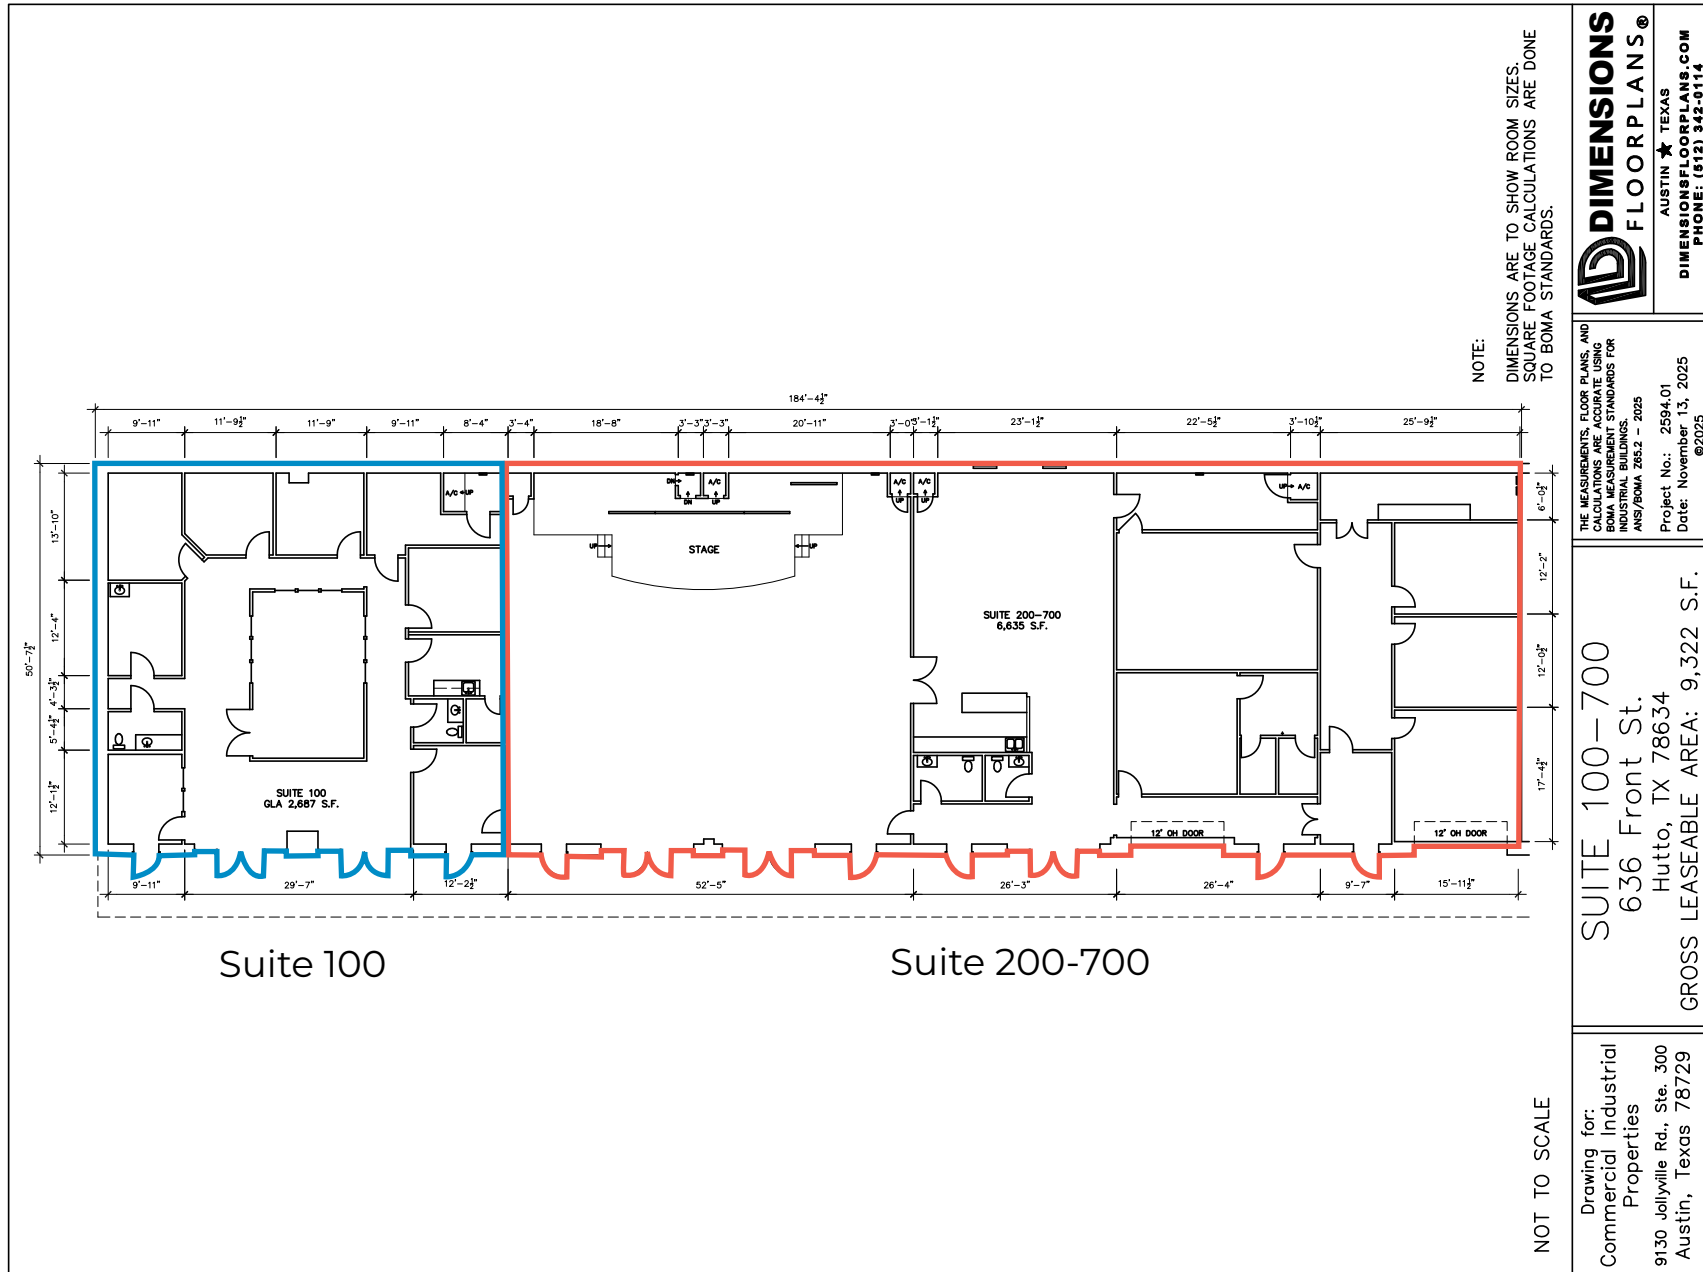 184'-4½"
9'-11"
11'-9½"
11'-9"
9'-11"
8'-4"
3'-4"
18'-8"
3'-3"
3'-3"
20'-11"
3'-0"
3'-1½"
23'-1½"
22'-5½"
3'-10½"
25'-9½"
50'-7½"
13'-10"
12'-4"
4'-3½"
5'-4½"
12'-1½"
A/C
UP
DN
DN
A/C
UP
A/C
UP
A/C
UP
UP
A/C
UP
STAGE
UP
SUITE 200-700
6,635 S.F.
SUITE 100
GLA 2,687 S.F.
12' OH DOOR
12' OH DOOR
6'-0½"
12'-2"
12'-0½"
17'-4½"
9'-11"
29'-7"
12'-2½"
52'-5"
26'-3"
26'-4"
9'-7"
15'-11½"
Suite 100
Suite 200-700
NOTE:
DIMENSIONS ARE TO SHOW ROOM SIZES.
SQUARE FOOTAGE CALCULATIONS ARE DONE
TO BOMA STANDARDS.
NOT TO SCALE
DIMENSIONS
FLOORPLANS®
AUSTIN ★ TEXAS
DIMENSIONSFLOORPLANS.COM
PHONE: (512) 342-0114
THE MEASUREMENTS, FLOOR PLANS, AND
CALCULATIONS ARE ACCURATE USING
BOMA MEASUREMENT STANDARDS FOR
INDUSTRIAL BUILDINGS.
ANSI/BOMA Z65.2 - 2025
Project No.: 2594.01
Date: November 13, 2025
©2025
SUITE 100-700
636 Front St.
Hutto, TX 78634
GROSS LEASEABLE AREA: 9,322 S.F.
Drawing for:
Commercial Industrial
Properties
9130 Jollyville Rd., Ste. 300
Austin, Texas 78729